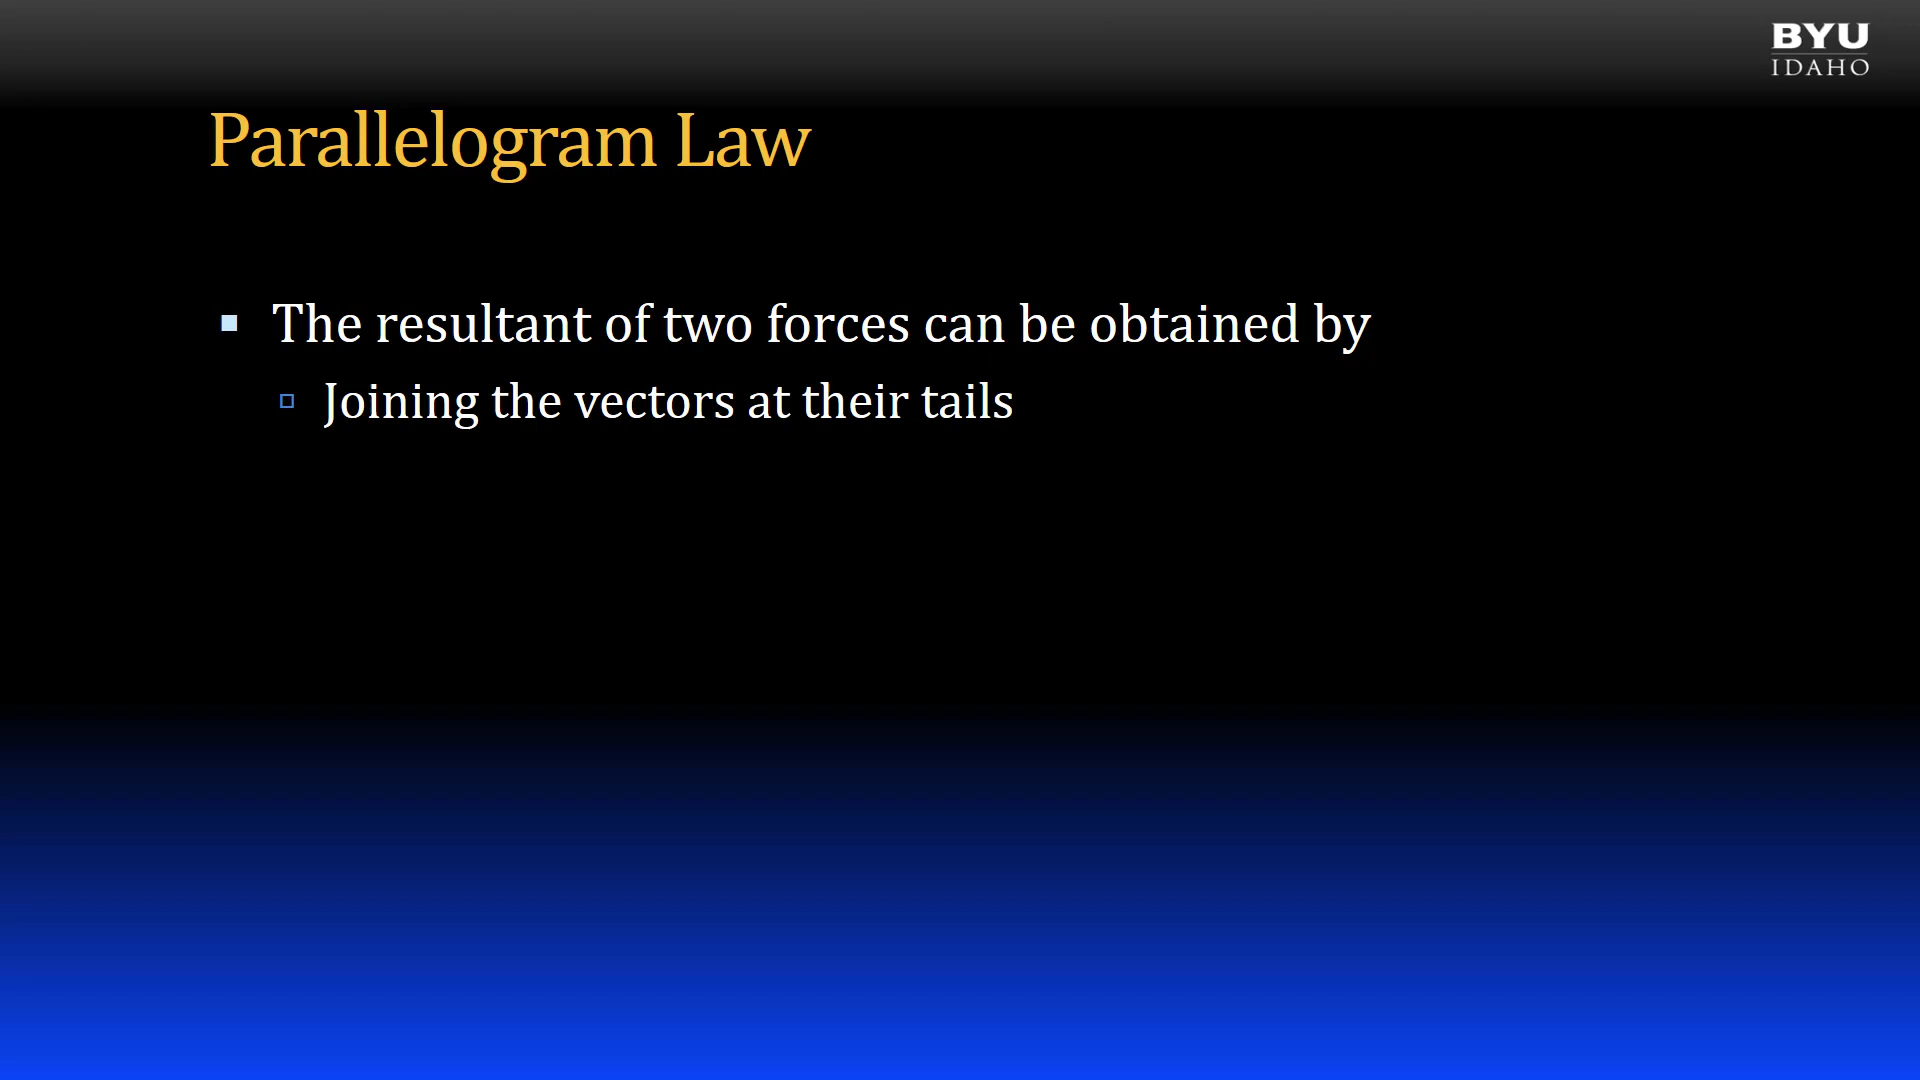 BYU
IDAHO
Parallelogram Law
The resultant of two forces can be obtained by
Joining the vectors at their tails